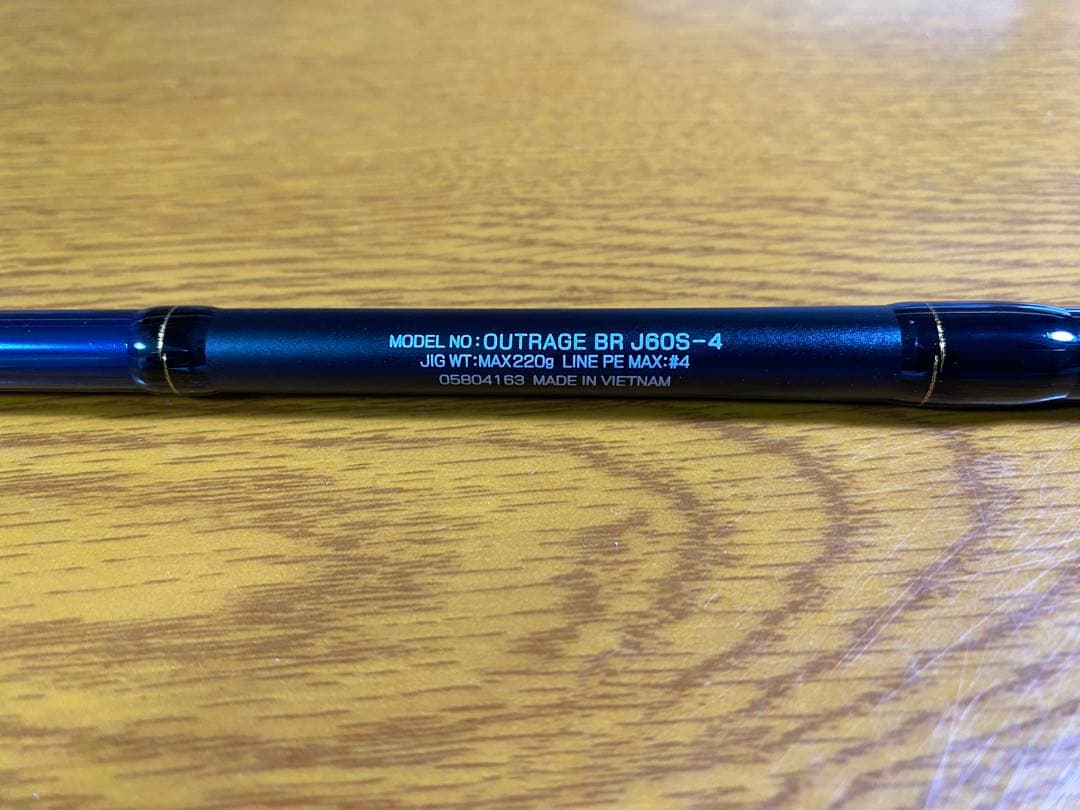 MODEL NO:OUTRAGE BR J60S-4
JIG WT:MAX220g LINE PE MAX:#4
05804163 MADE IN VIETNAM